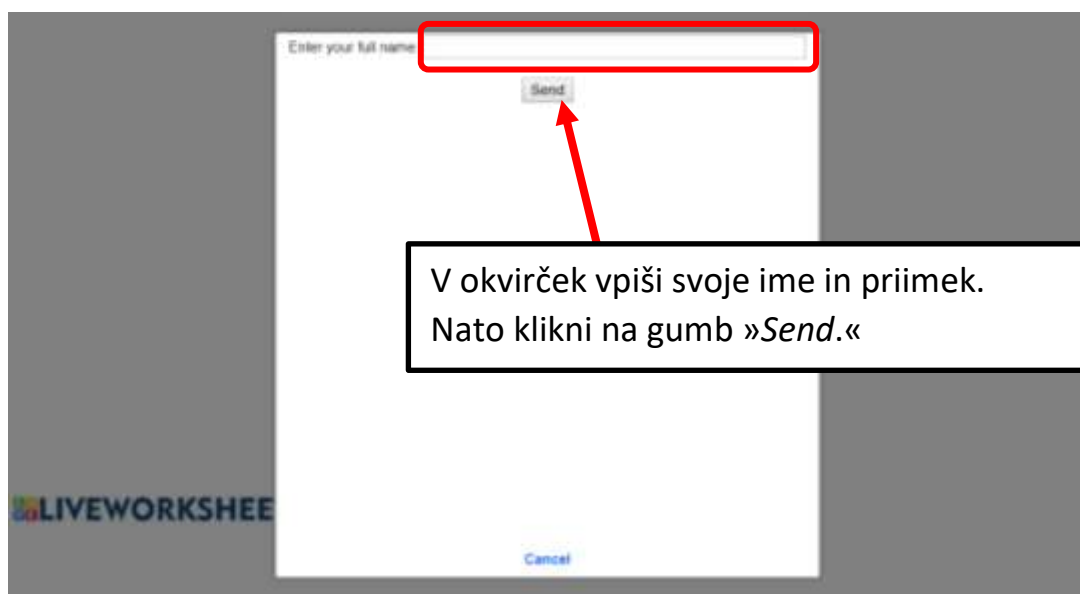 Enter your full name
Send
V okvirček vpiši svoje ime in priimek.
Nato klikni na gumb »Send.«
LIVEWORKSHEE
Cancel